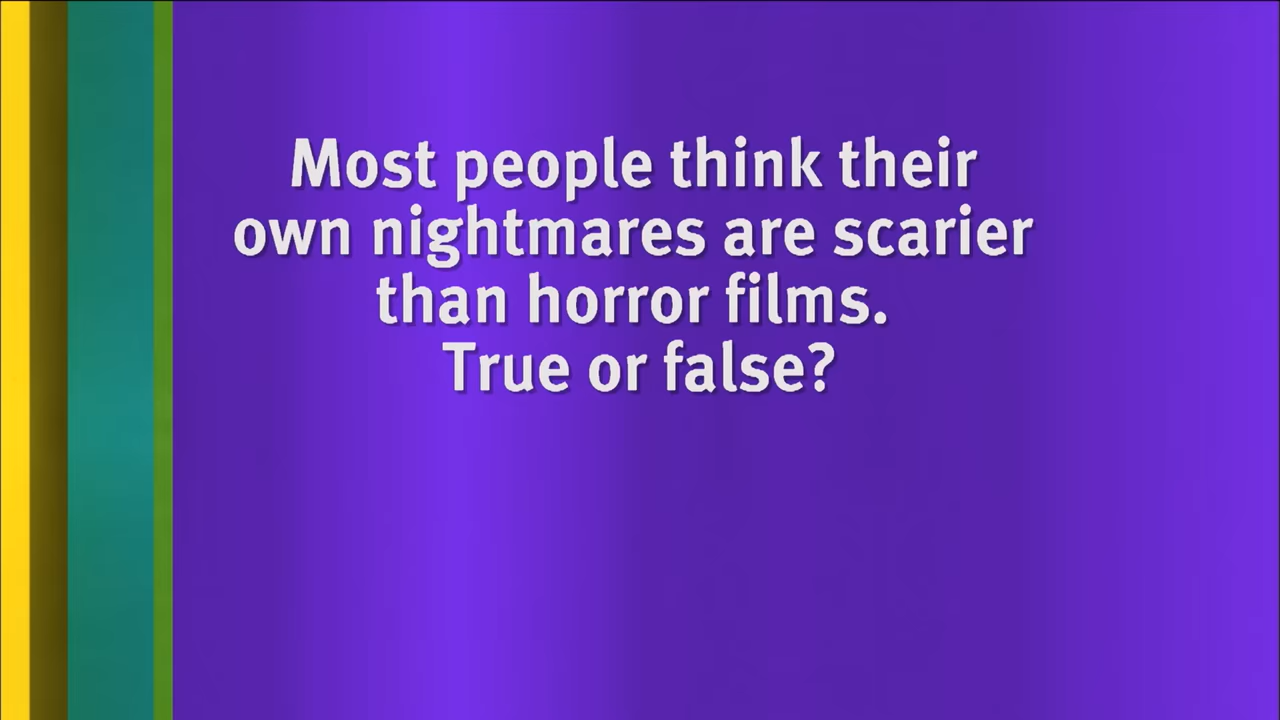 Most people think their
own nightmares are scarier
than horror films.
True or false?